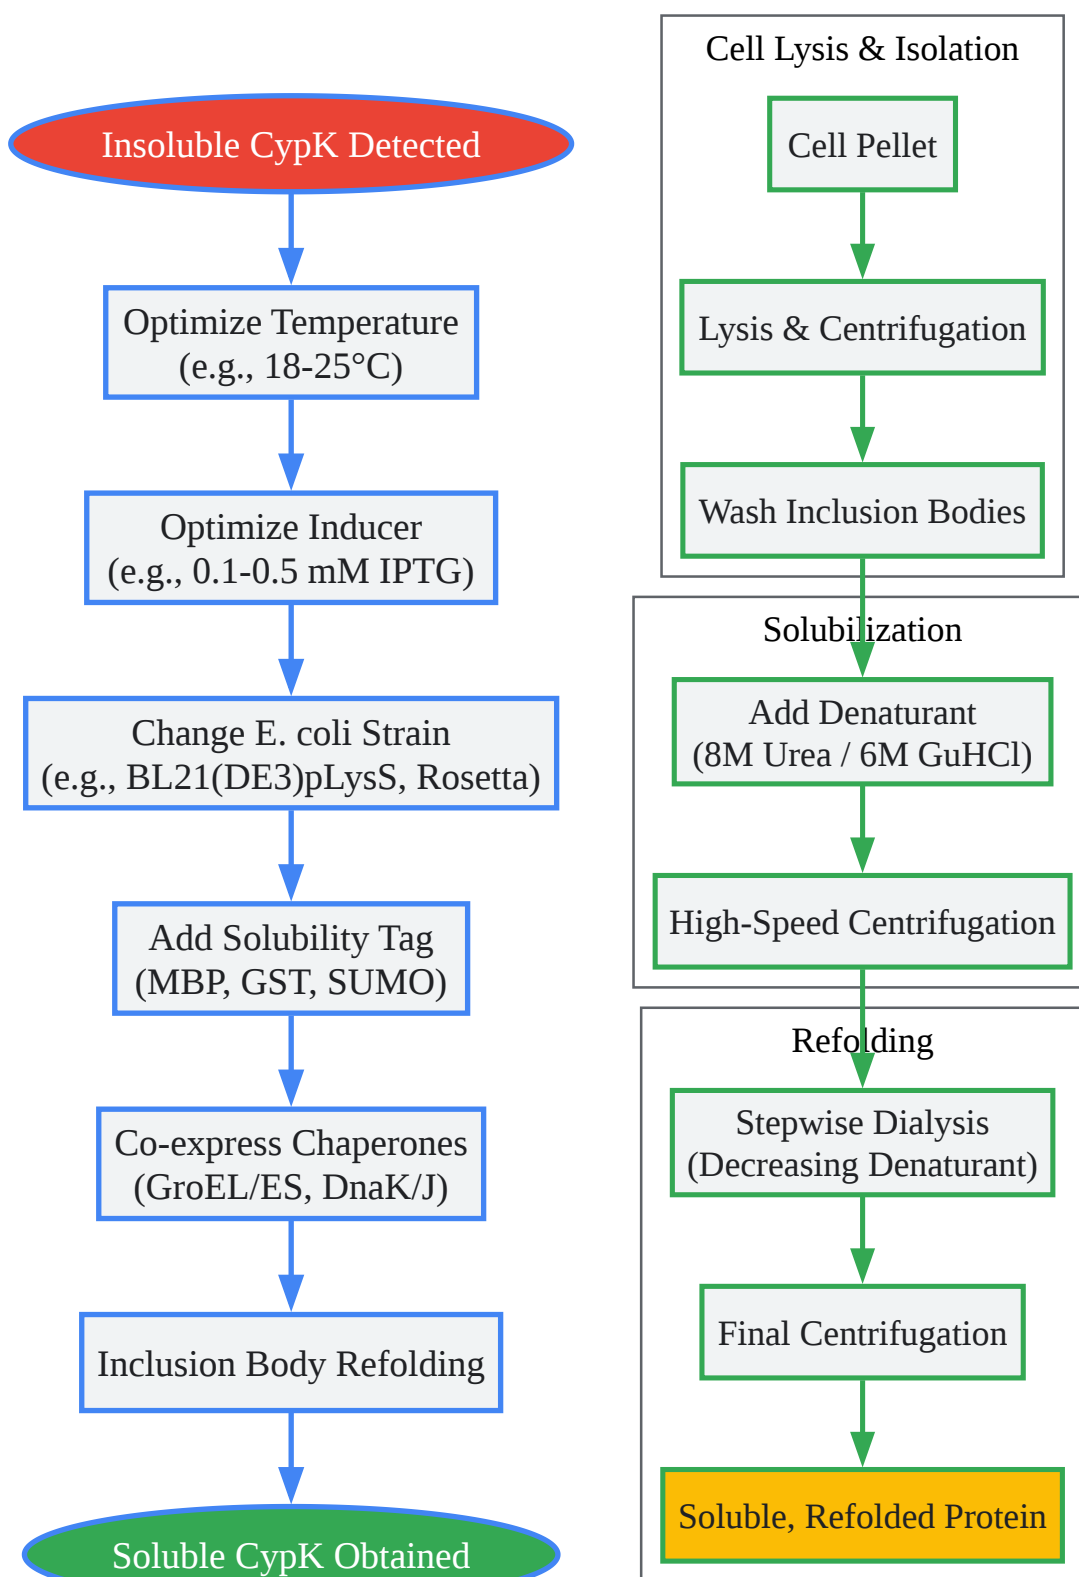 Insoluble CypK Detected
Optimize Temperature
(e.g., 18-25°C)
Optimize Inducer
(e.g., 0.1-0.5 mM IPTG)
Change E. coli Strain
(e.g., BL21(DE3)pLysS, Rosetta)
Add Solubility Tag
(MBP, GST, SUMO)
Co-express Chaperones
(GroEL/ES, DnaK/J)
Inclusion Body Refolding
Soluble CypK Obtained
Cell Lysis & Isolation
Cell Pellet
Lysis & Centrifugation
Wash Inclusion Bodies
Solubilization
Add Denaturant
(8M Urea / 6M GuHCl)
High-Speed Centrifugation
Refolding
Stepwise Dialysis
(Decreasing Denaturant)
Final Centrifugation
Soluble, Refolded Protein